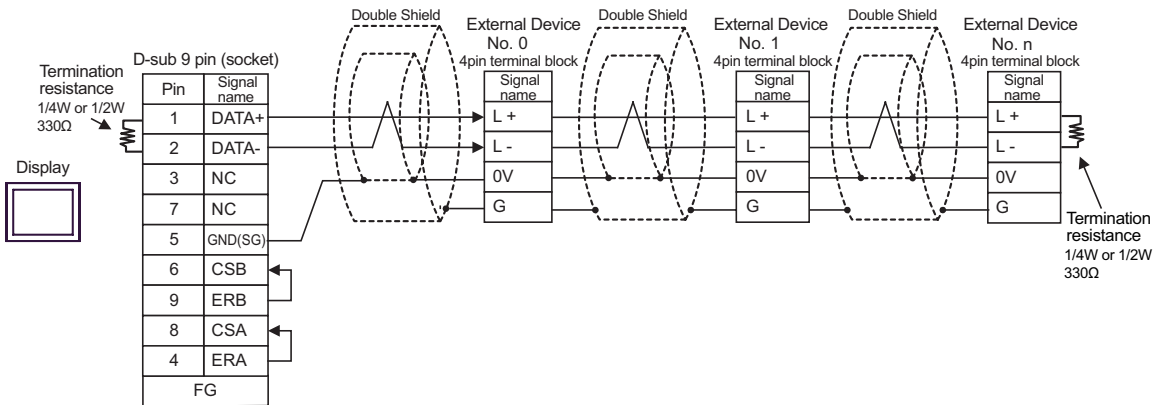 Double Shield
Double Shield
Double Shield
External Device
No. 0
4pin terminal block
External Device
No. 1
4pin terminal block
External Device
No. n
4pin terminal block
D-sub 9 pin (socket)
Termination
resistance
1/4W or 1/2W
330Ω
Display
Pin Signal name
1 DATA+
2 DATA-
3 NC
7 NC
5 GND(SG)
6 CSB
9 ERB
8 CSA
4 ERA
FG
Signal
name
L +
L -
0V
G
Signal
name
L +
L -
0V
G
Signal
name
L +
L -
0V
G
Termination
resistance
1/4W or 1/2W
330Ω